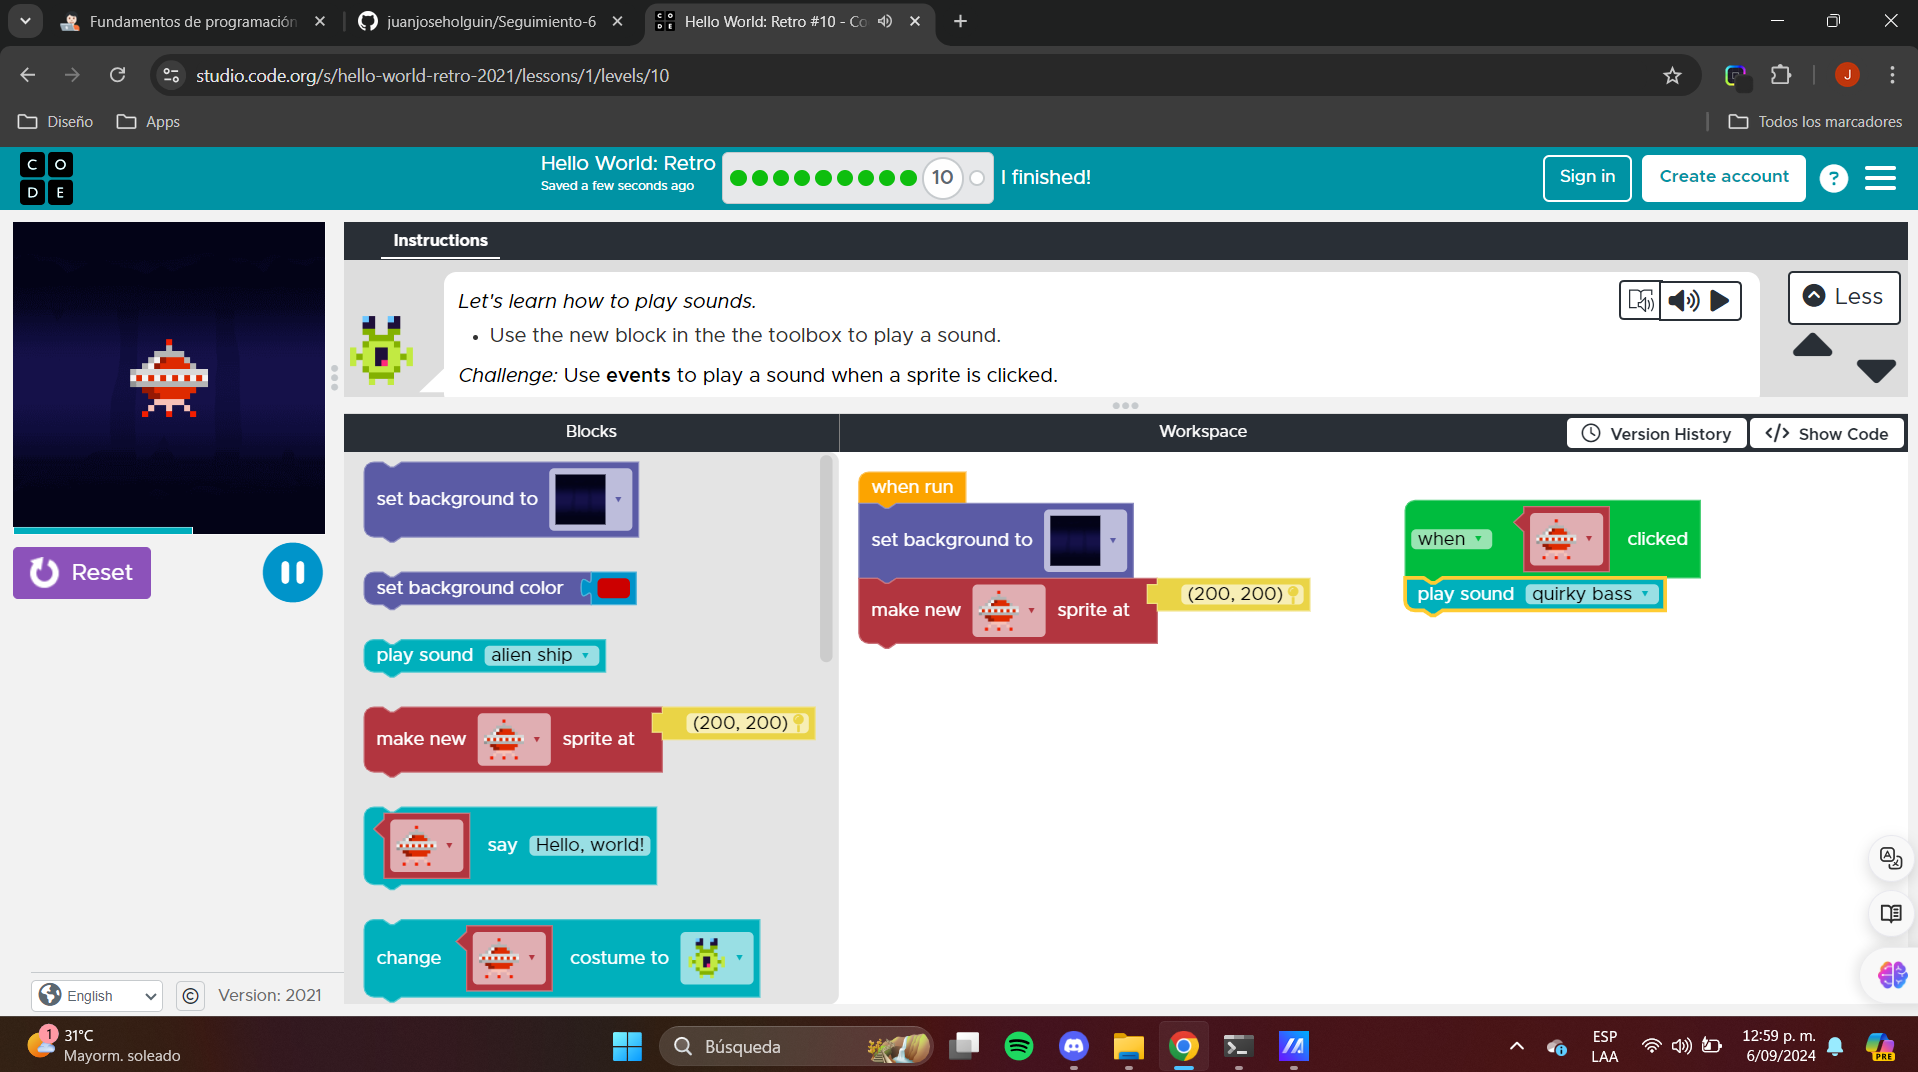 Fundamentos de programación
juanjoseholguin/Seguimiento-6
Hello World: Retro #10 - Co
studio.code.org/s/hello-world-retro-2021/lessons/1/levels/10
J
Diseño
Apps
Todos los marcadores
C O
D E
Hello World: Retro
Saved a few seconds ago
10
I finished!
Sign in
Create account
?
Instructions
Let's learn how to play sounds.
• Use the new block in the the toolbox to play a sound.
Challenge: Use events to play a sound when a sprite is clicked.
Less
Blocks
Workspace
Version History
</> Show Code
Reset
set background to
set background color
play sound alien ship
make new sprite at (200, 200)
say Hello, world!
change costume to
when run
set background to
make new sprite at (200, 200)
when clicked
play sound quirky bass
English
© Version: 2021
1
31°C
Mayorm. soleado
Búsqueda
ESP
LAA
12:59 p. m.
6/09/2024
PRE